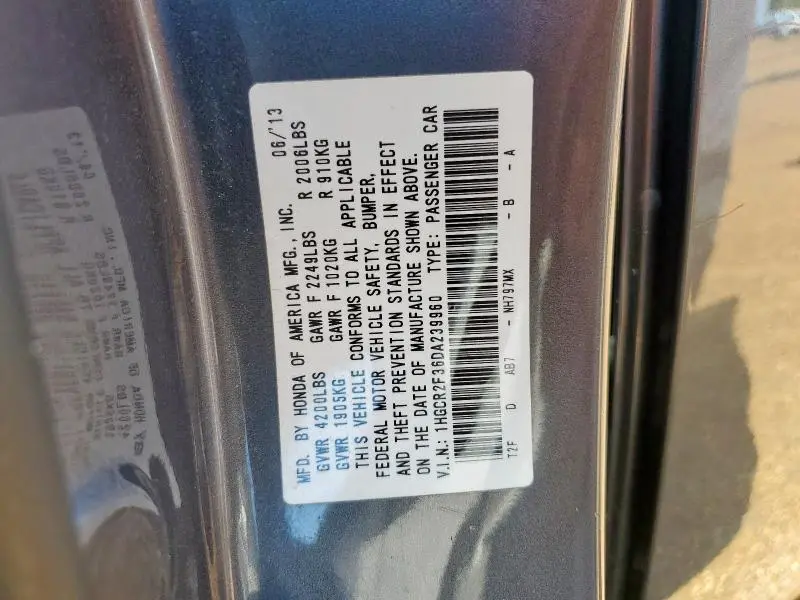 MFD. BY HONDA OF AMERICA MFG., INC. 06/'13
GVWR 4200LBS GAWR F 2249LBS R 2006LBS
GVWR 1905KG GAWR F 1020KG R 910KG
THIS VEHICLE CONFORMS TO ALL APPLICABLE
FEDERAL MOTOR VEHICLE SAFETY, BUMPER,
AND THEFT PREVENTION STANDARDS IN EFFECT
ON THE DATE OF MANUFACTURE SHOWN ABOVE.
V.I.N.: 1HGCR2F36DA239960 TYPE: PASSENGER CAR
T2F D AB7 - NH797MX - B - A